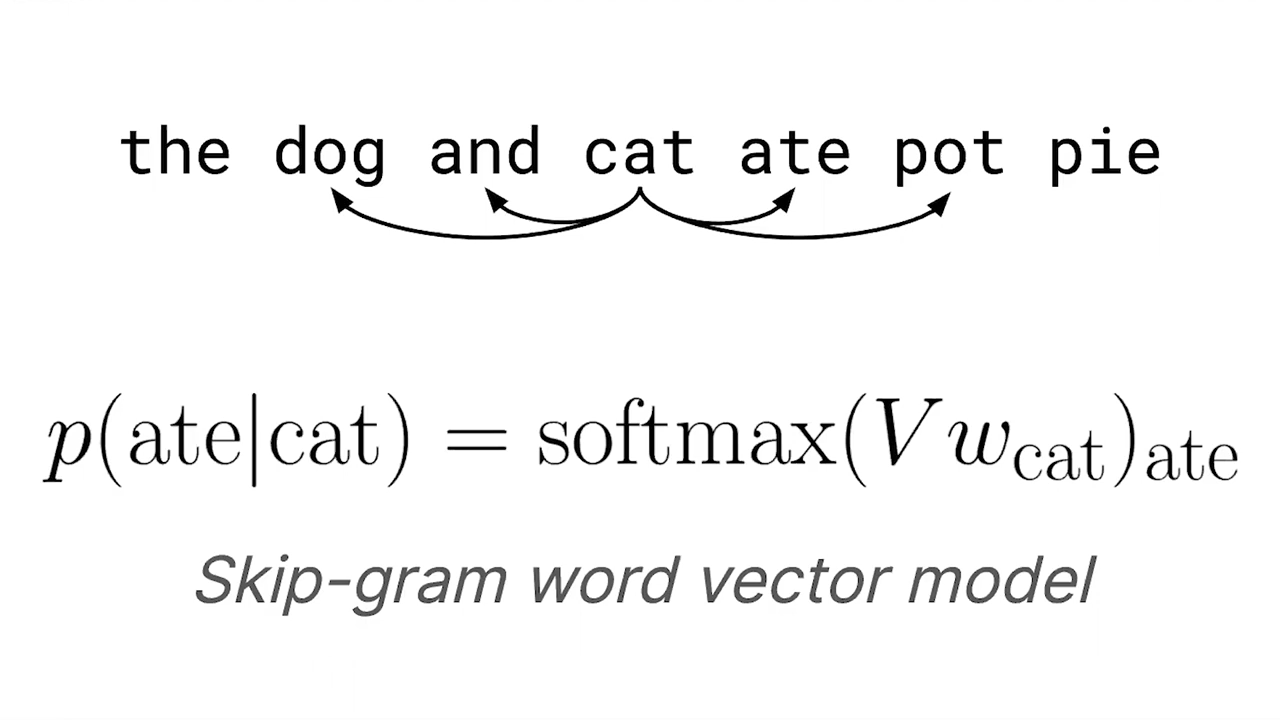 the dog and cat ate pot pie
p(ate|cat) = softmax(Vw_cat)_ate
Skip-gram word vector model